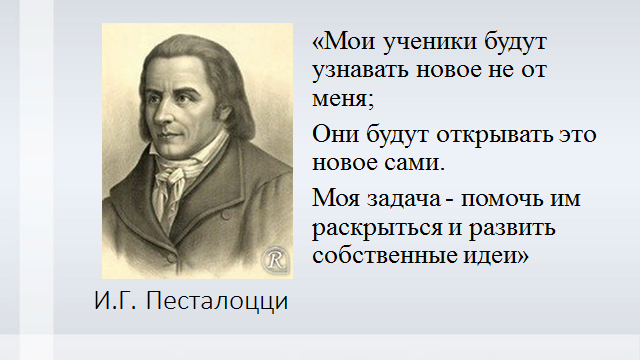 «Мои ученики будут
узнавать новое не от
меня;
Они будут открывать это
новое сами.
Моя задача - помочь им
раскрыться и развить
собственные идеи»
R
И.Г. Песталоцци